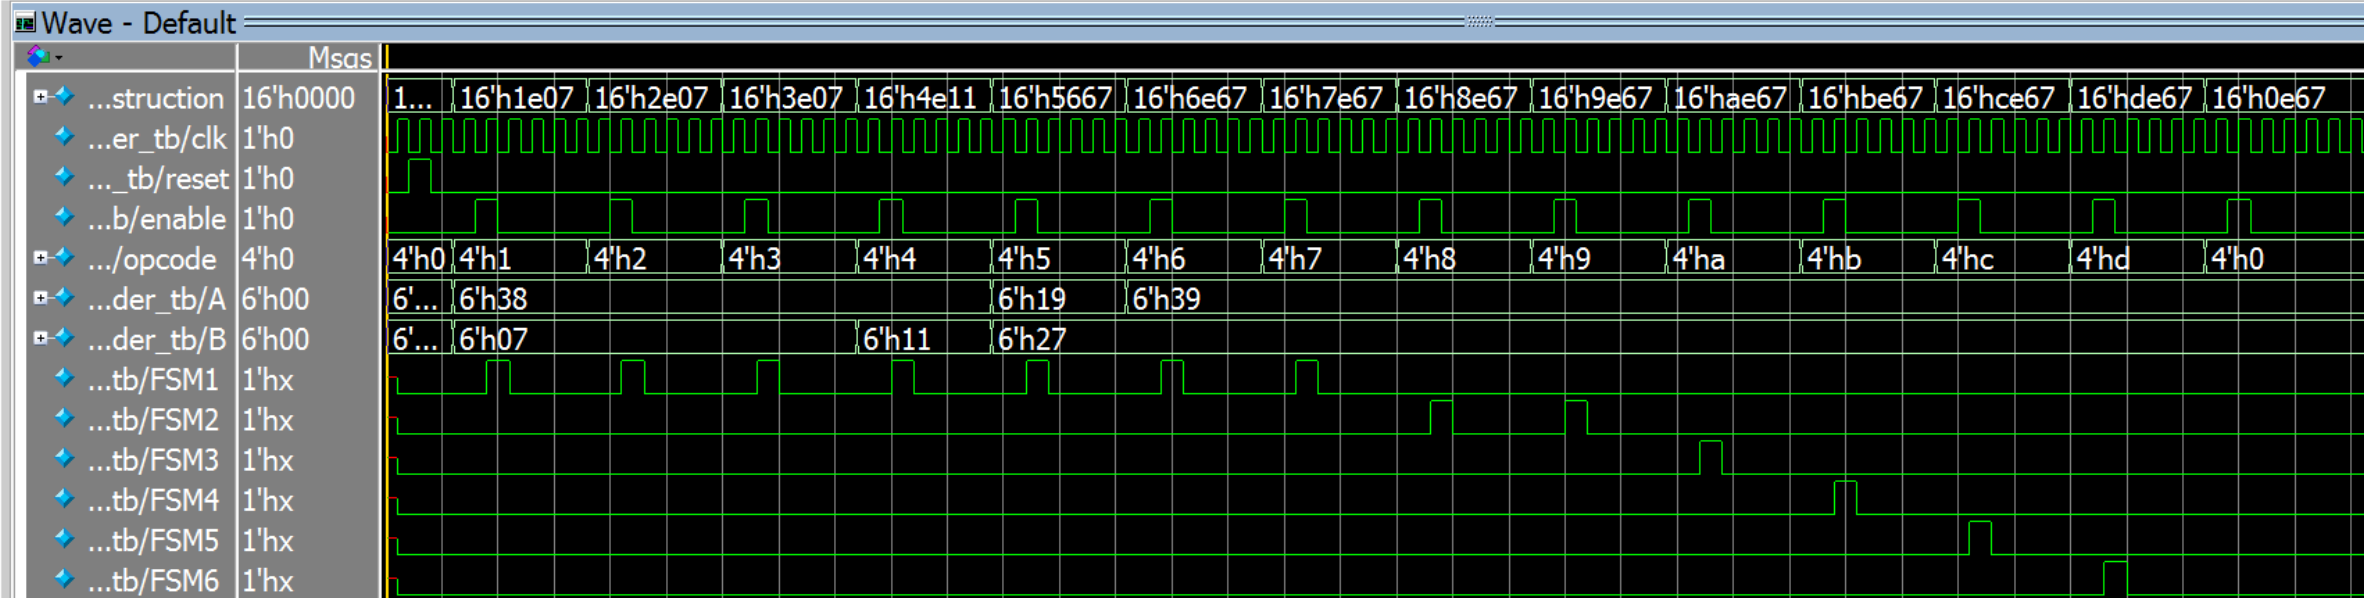 Wave - Default
Msgs
...struction 16'h0000 1... 16'h1e07 16'h2e07 16'h3e07 16'h4e11 16'h5667 16'h6e67 16'h7e67 16'h8e67 16'h9e67 16'hae67 16'hbe67 16'hce67 16'hde67 16'h0e67
...er_tb/clk 1'h0
..._tb/reset 1'h0
...b/enable 1'h0
.../opcode 4'h0 4'h0 4'h1 4'h2 4'h3 4'h4 4'h5 4'h6 4'h7 4'h8 4'h9 4'ha 4'hb 4'hc 4'hd 4'h0
...der_tb/A 6'h00 6'... 6'h38 6'h19 6'h39
...der_tb/B 6'h00 6'... 6'h07 6'h11 6'h27
...tb/FSM1 1'hx
...tb/FSM2 1'hx
...tb/FSM3 1'hx
...tb/FSM4 1'hx
...tb/FSM5 1'hx
...tb/FSM6 1'hx